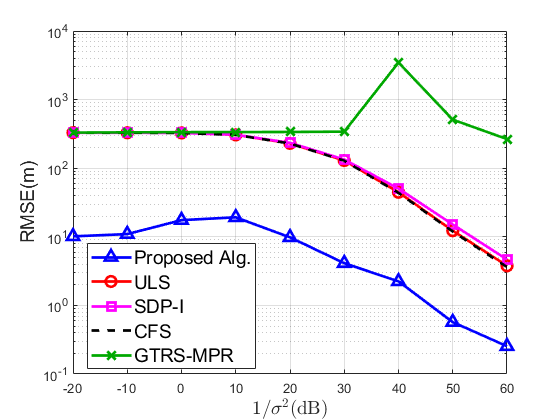 10^4
10^3
10^2
10^1
10^0
10^-1
RMSE(m)
Proposed Alg.
ULS
SDP-I
CFS
GTRS-MPR
-20 -10 0 10 20 30 40 50 60
1/σ²(dB)